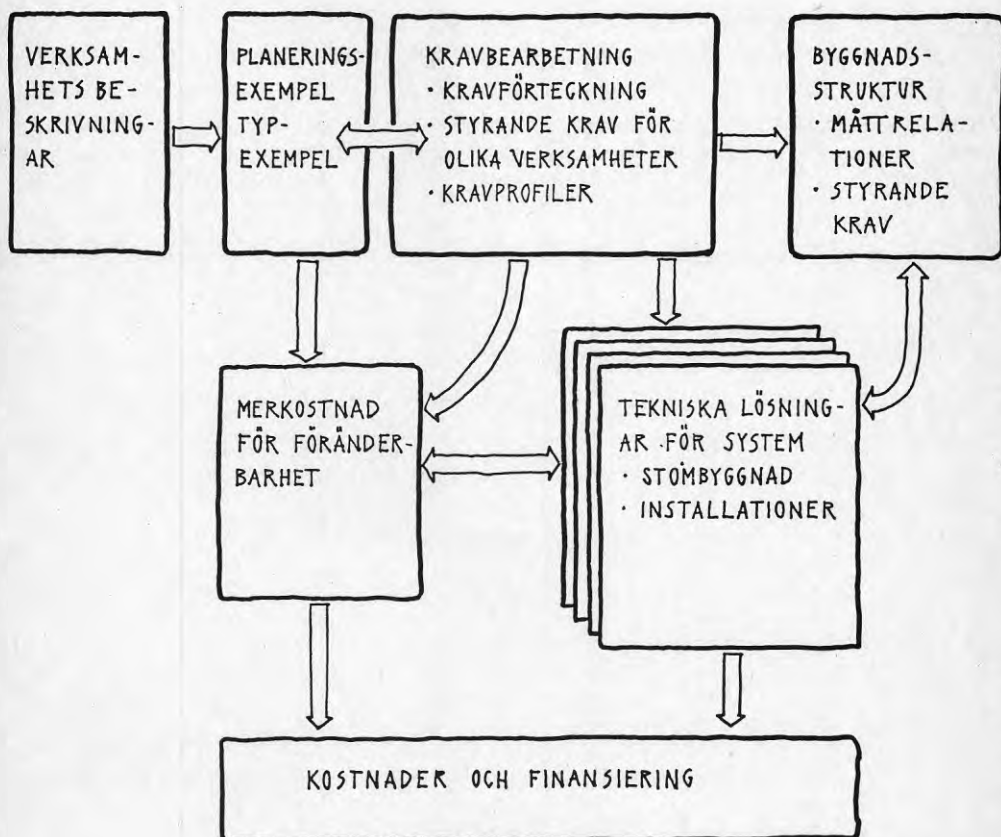 VERKSAM-
HETS BE-
SKRIVNING-
AR
PLANERINGS-
EXEMPEL
TYP-
EXEMPEL
KRAVBEARBETNING
· KRAVFÖRTECKNING
· STYRANDE KRAV FÖR
OLIKA VERKSAMHETER
· KRAVPROFILER
BYGGNADS-
STRUKTUR
· MÅTTRELA-
TIONER
· STYRANDE
KRAV
MERKOSTNAD
FÖR FÖRÄNDER-
BARHET
TEKNISKA LÖSNING-
AR FÖR SYSTEM
· STOMBYGGNAD
· INSTALLATIONER
KOSTNADER OCH FINANSIERING